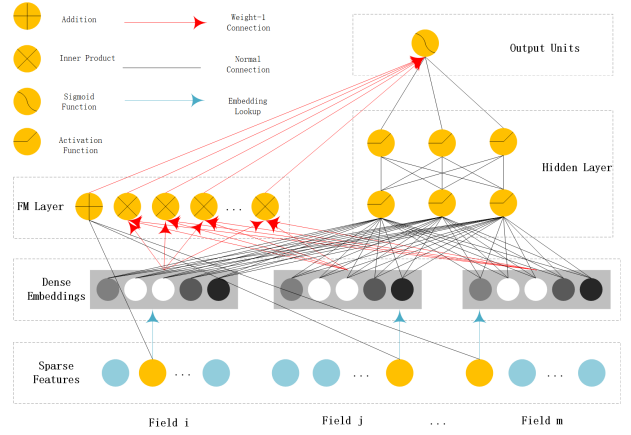 Addition
Weight-1
Connection
Inner Product
Normal
Connection
Sigmoid
Function
Embedding
Lookup
Activation
Function
Output Units
Hidden Layer
FM Layer
...
Dense
Embeddings
Sparse
Features
...
...
...
Field i
Field j
...
Field m